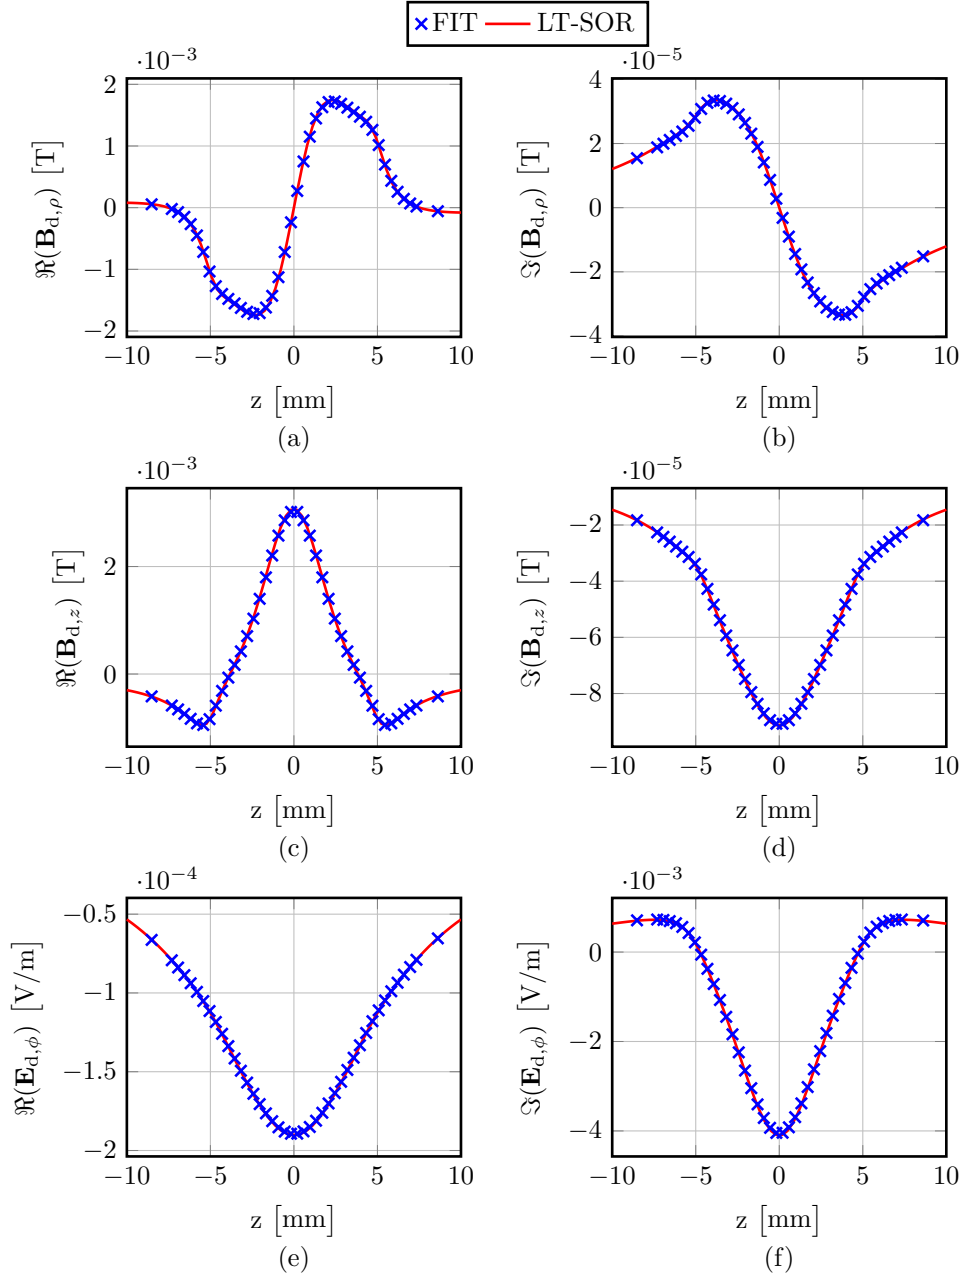 FIT LT-SOR
·10⁻³
ℜ(B_d,ρ) [T]
2
1
0
−1
−2
−10 −5 0 5 10
z [mm]
(a)
·10⁻⁵
ℑ(B_d,ρ) [T]
4
2
0
−2
−4
−10 −5 0 5 10
z [mm]
(b)
·10⁻³
ℜ(B_d,z) [T]
2
0
−10 −5 0 5 10
z [mm]
(c)
·10⁻⁵
ℑ(B_d,z) [T]
−2
−4
−6
−8
−10 −5 0 5 10
z [mm]
(d)
·10⁻⁴
ℜ(E_d,ϕ) [V/m]
−0.5
−1
−1.5
−2
−10 −5 0 5 10
z [mm]
(e)
·10⁻³
ℑ(E_d,ϕ) [V/m]
0
−2
−4
−10 −5 0 5 10
z [mm]
(f)